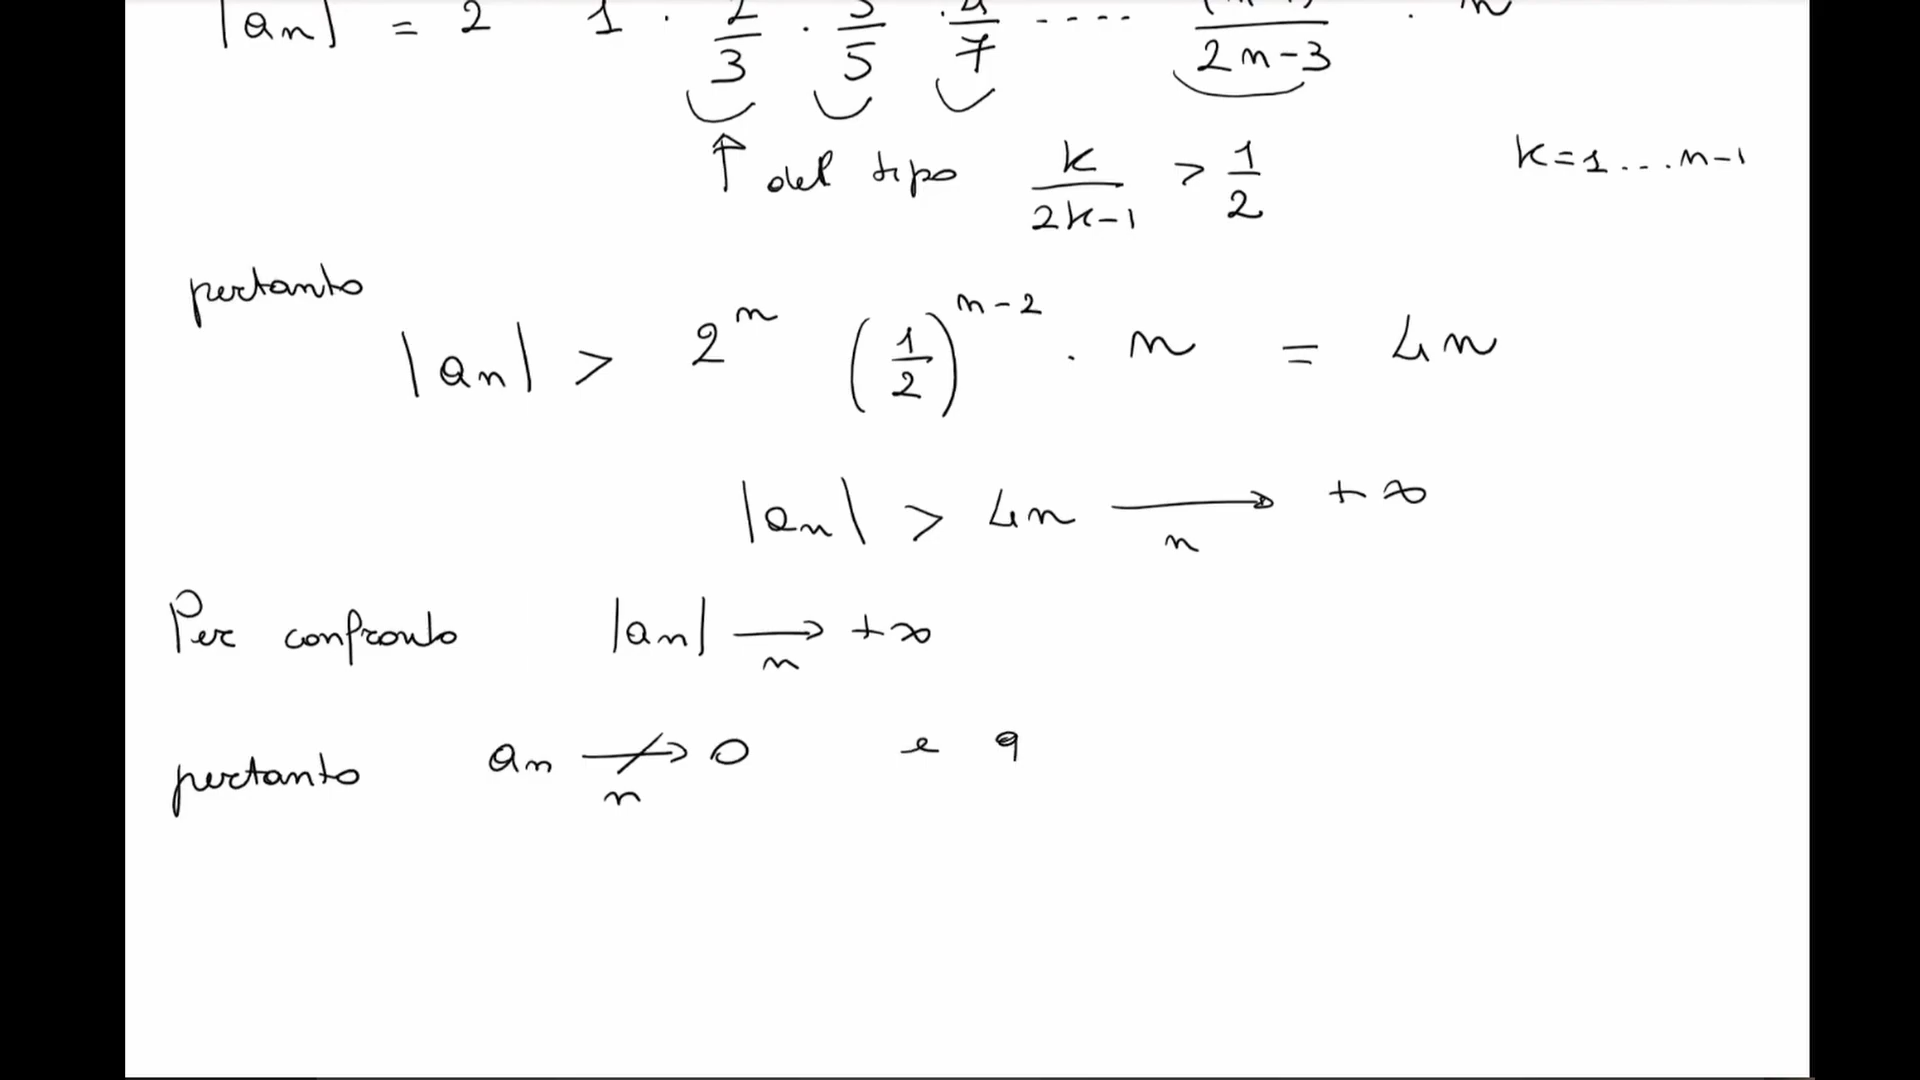 |an| = 2 1 · 2/3 · 3/5 · 4/7 ---- (n-1)/(2n-3) · n
↑ del tipo k/(2k-1) > 1/2 k=1...n-1
pertanto
|an| > 2^n (1/2)^(n-2) · n = 4n
|an| > 4n →n +∞
Per confronto |an| →n +∞
pertanto an ↛n 0 e q